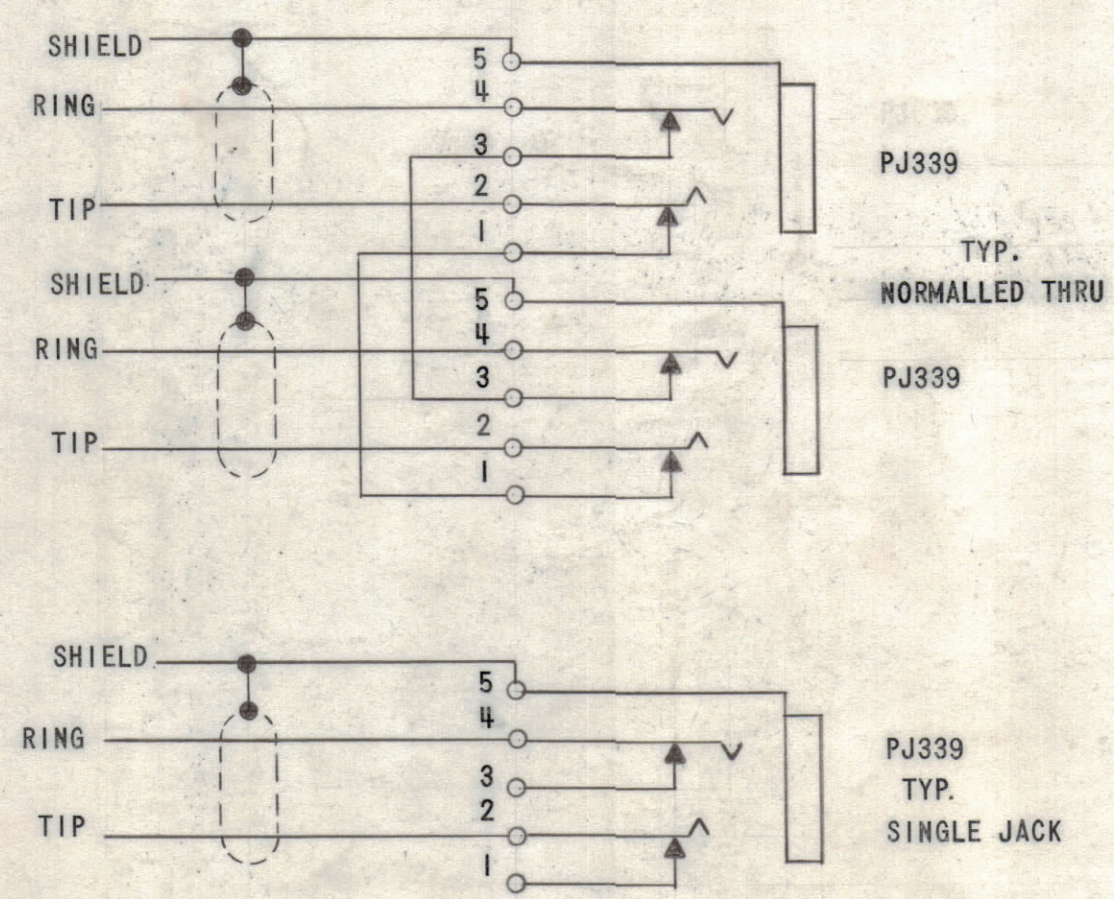 SHIELD
5
RING
4
3
PJ339
TIP
2
1
TYP.
NORMALLED THRU
SHIELD
5
RING
4
3
PJ339
TIP
2
1
SHIELD
5
RING
4
PJ339
3
TYP.
TIP
2
SINGLE JACK
1